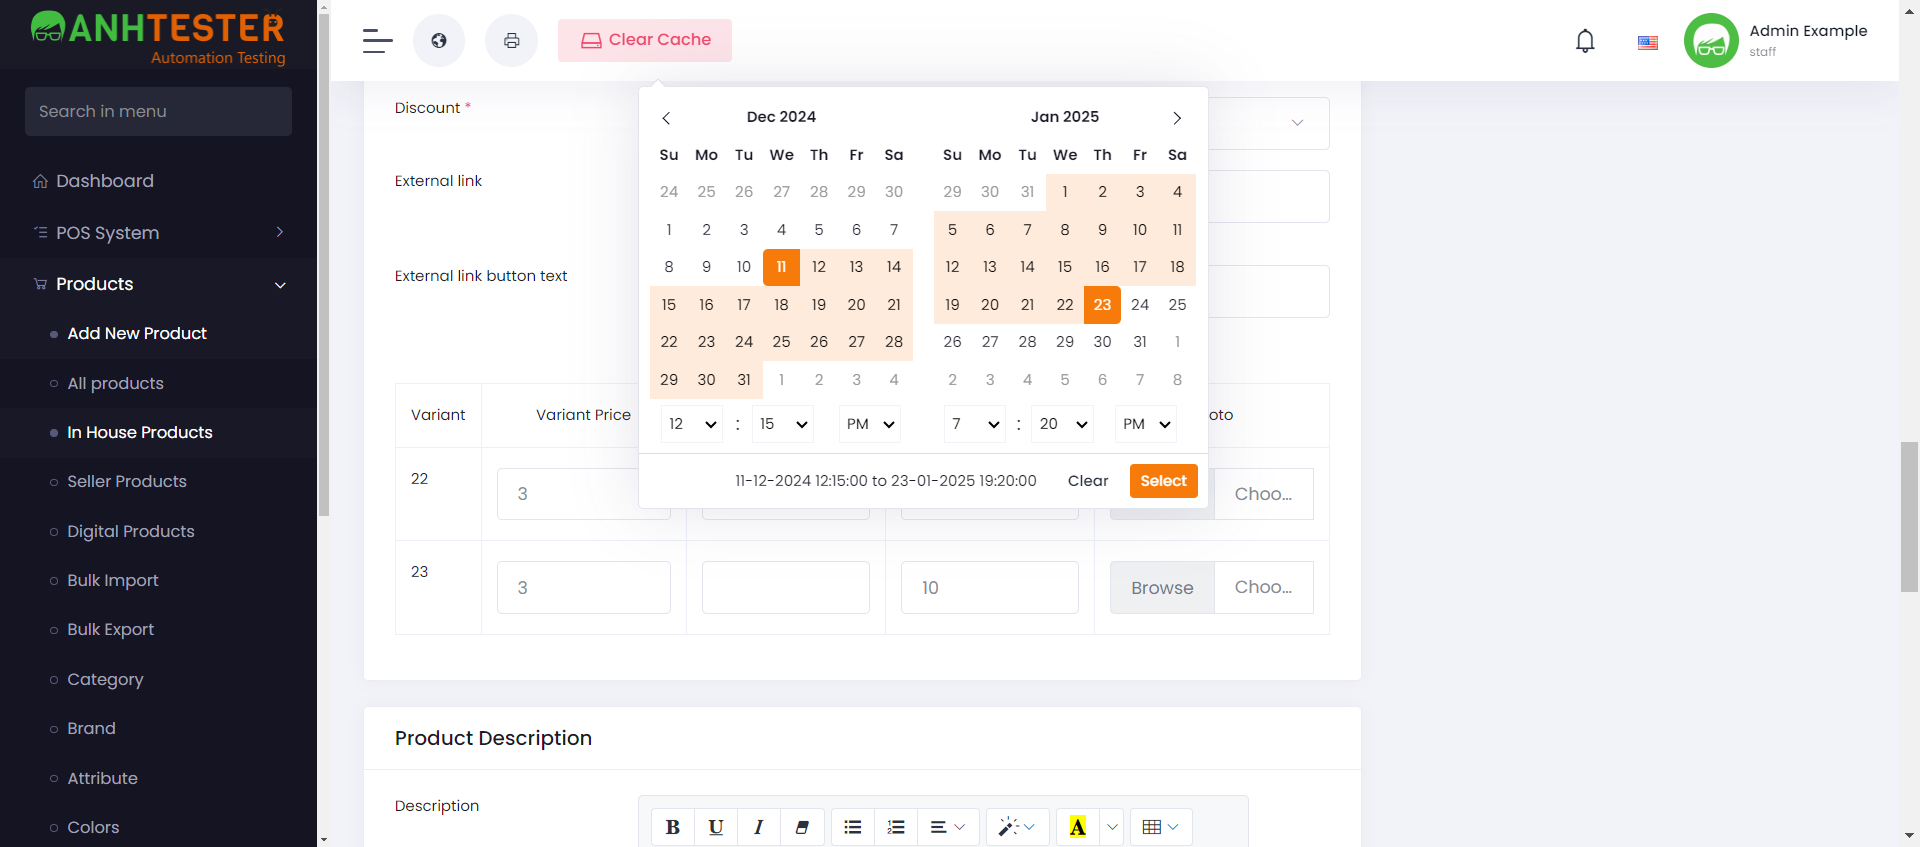 ANHTESTER
Automation Testing
Search in menu
Dashboard
POS System
Products
Add New Product
All products
In House Products
Seller Products
Digital Products
Bulk Import
Bulk Export
Category
Brand
Attribute
Colors
Clear Cache
Admin Example
staff
Discount *
External link
External link button text
Dec 2024
Su Mo Tu We Th Fr Sa
24 25 26 27 28 29 30
1 2 3 4 5 6 7
8 9 10 11 12 13 14
15 16 17 18 19 20 21
22 23 24 25 26 27 28
29 30 31 1 2 3 4
12 : 15 PM
Jan 2025
Su Mo Tu We Th Fr Sa
29 30 31 1 2 3 4
5 6 7 8 9 10 11
12 13 14 15 16 17 18
19 20 21 22 23 24 25
26 27 28 29 30 31 1
2 3 4 5 6 7 8
7 : 20 PM
11-12-2024 12:15:00 to 23-01-2025 19:20:00 Clear Select
Variant Variant Price oto
22 3 Choo...
23 3 10 Browse Choo...
Product Description
Description
B U I A